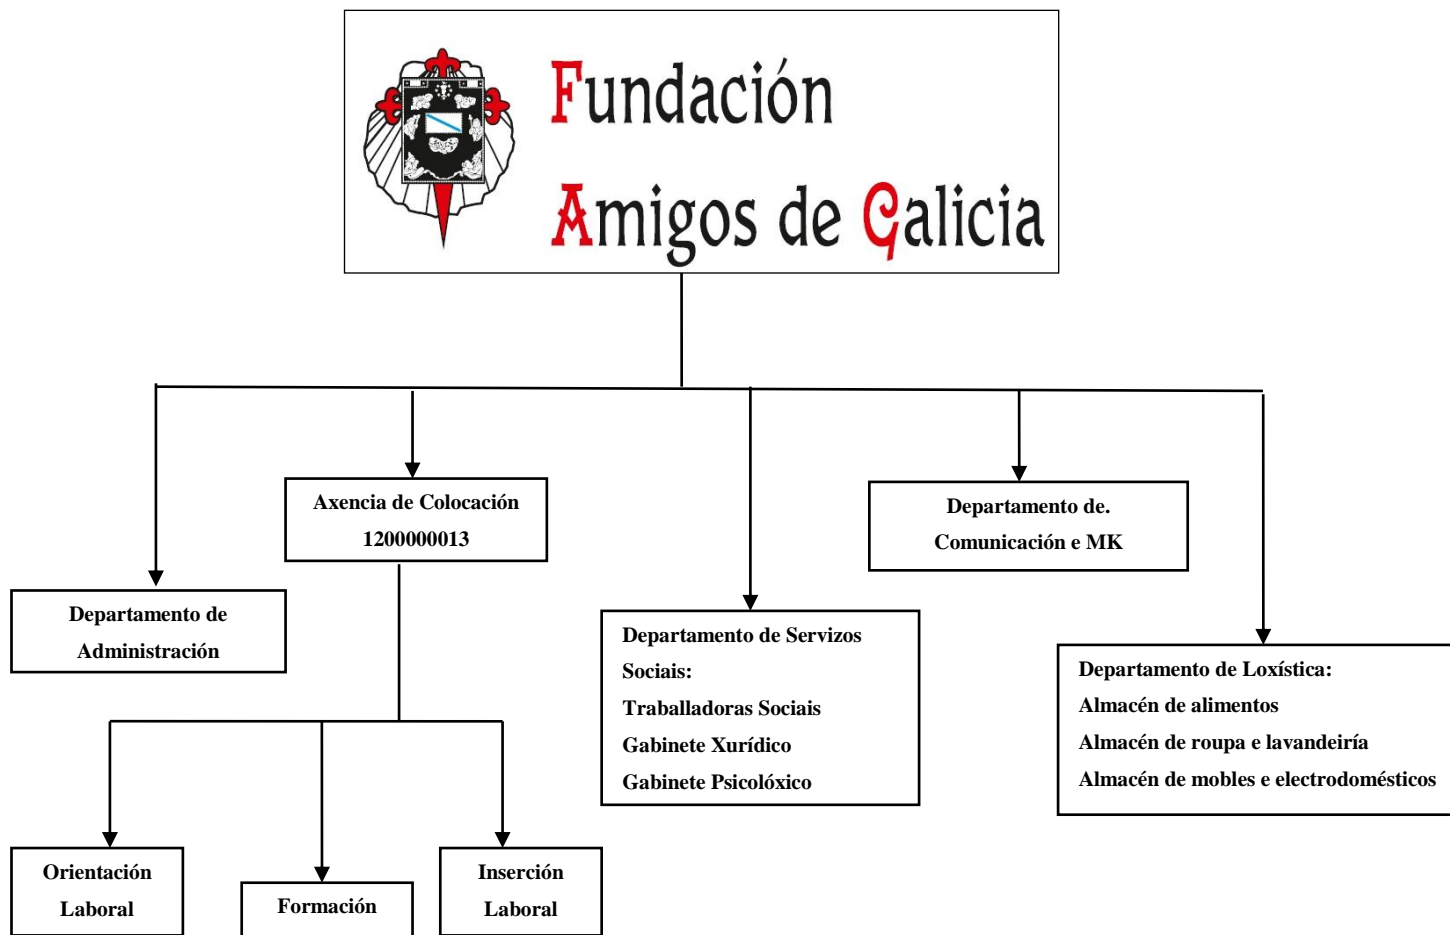 Fundación
Amigos de Galicia
Axencia de Colocación
1200000013
Departamento de.
Comunicación e MK
Departamento de
Administración
Departamento de Servizos
Sociais:
Traballadoras Sociais
Gabinete Xurídico
Gabinete Psicolóxico
Departamento de Loxística:
Almacén de alimentos
Almacén de roupa e lavandeiría
Almacén de mobles e electrodomésticos
Orientación
Laboral
Formación
Inserción
Laboral